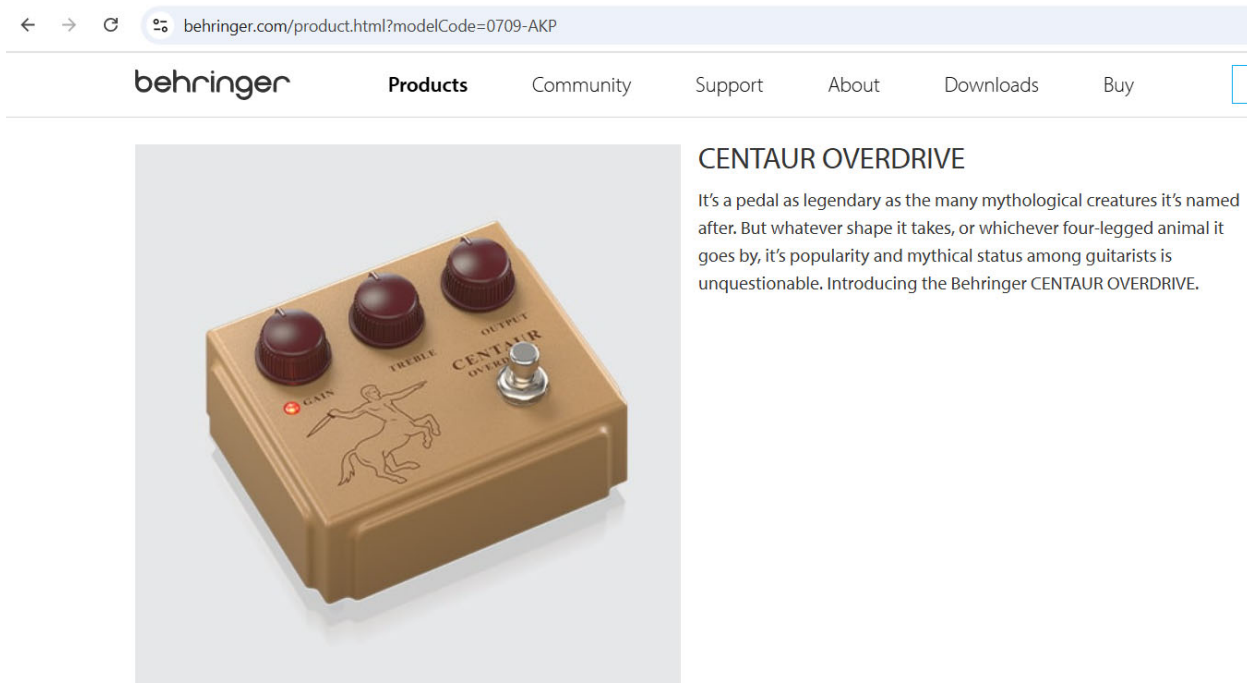 behringer.com/product.html?modelCode=0709-AKP
behringer
Products
Community
Support
About
Downloads
Buy
CENTAUR OVERDRIVE
It’s a pedal as legendary as the many mythological creatures it’s named
after. But whatever shape it takes, or whichever four-legged animal it
goes by, it’s popularity and mythical status among guitarists is
unquestionable. Introducing the Behringer CENTAUR OVERDRIVE.
OUTPUT
TREBLE
GAIN
CENTAUR